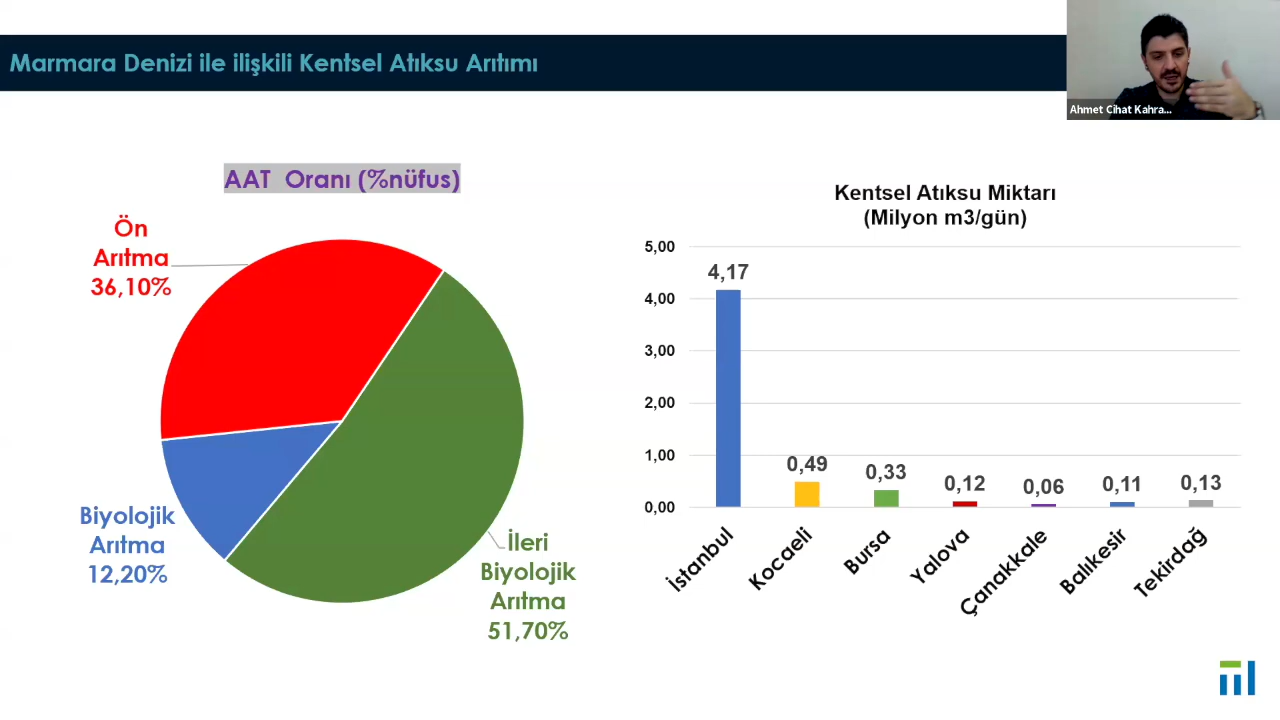 Marmara Denizi ile ilişkili Kentsel Atıksu Arıtımı
Ahmet Cihat Kahra...
AAT Oranı (%nüfus)
Ön
Arıtma
36,10%
Biyolojik
Arıtma
12,20%
İleri
Biyolojik
Arıtma
51,70%
Kentsel Atıksu Miktarı
(Milyon m3/gün)
5,00
4,00
3,00
2,00
1,00
0,00
4,17
0,49
0,33
0,12
0,06
0,11
0,13
İstanbul
Kocaeli
Bursa
Yalova
Çanakkale
Balıkesir
Tekirdağ